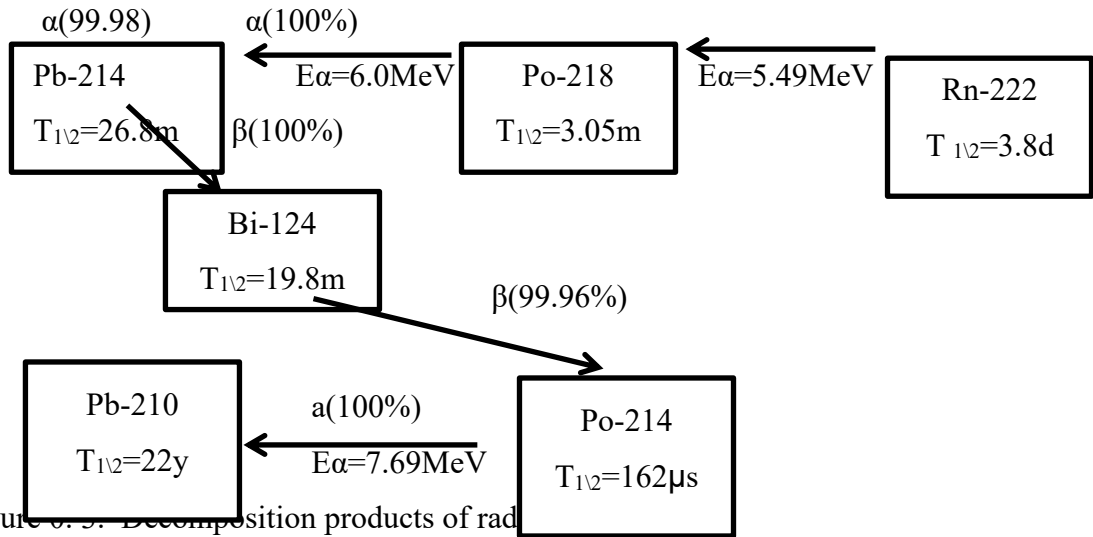 α(99.98) α(100%)
Pb-214 Eα=6.0MeV Po-218 Eα=5.49MeV Rn-222
T1\2=26.8m β(100%) T1\2=3.05m T 1\2=3.8d
Bi-124
T1\2=19.8m
β(99.96%)
Pb-210 a(100%) Po-214
T1\2=22y Eα=7.69MeV T1\2=162μs
Decomposition products of rad